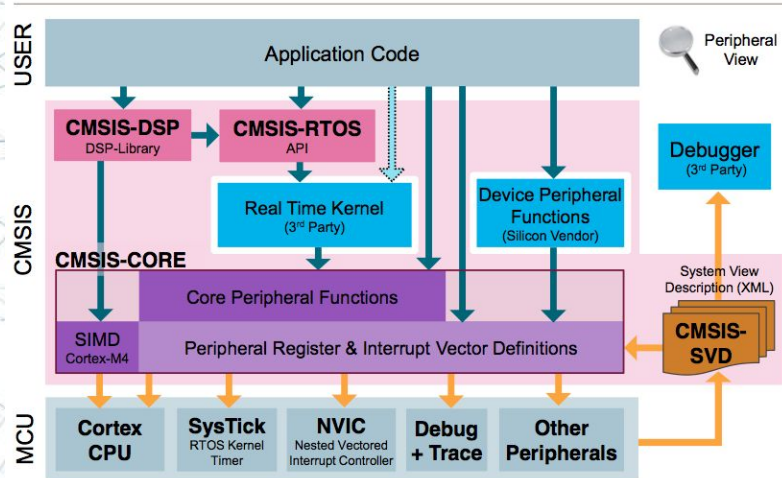 USER
Application Code
Peripheral
View
CMSIS
CMSIS-DSP
DSP-Library
CMSIS-RTOS
API
Real Time Kernel
(3rd Party)
Device Peripheral
Functions
(Silicon Vendor)
Debugger
(3rd Party)
CMSIS-CORE
Core Peripheral Functions
SIMD
Cortex-M4
Peripheral Register & Interrupt Vector Definitions
System View
Description (XML)
CMSIS-
SVD
MCU
Cortex
CPU
SysTick
RTOS Kernel
Timer
NVIC
Nested Vectored
Interrupt Controller
Debug
+ Trace
Other
Peripherals